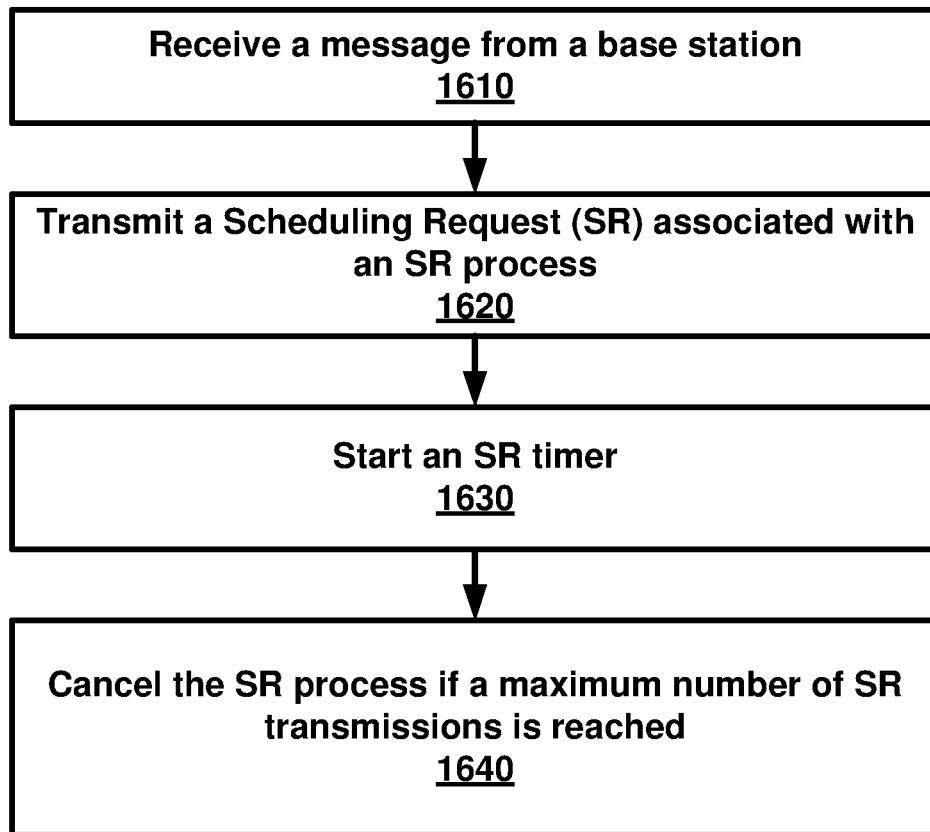 Receive a message from a base station
1610
Transmit a Scheduling Request (SR) associated with
an SR process
1620
Start an SR timer
1630
Cancel the SR process if a maximum number of SR
transmissions is reached
1640